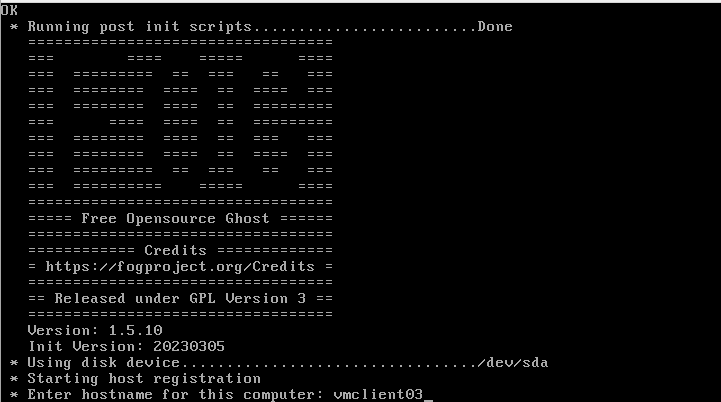 OK
 * Running post init scripts.........................Done
   ==================================
   ===        ====    =====      ====
   ===  =========  ==  ===   ==   ===
   ===  ========  ====  ==  ====  ===
   ===  ========  ====  ==  =========
   ===      ====  ====  ==  =========
   ===  ========  ====  ==  ===   ===
   ===  ========  ====  ==  ====  ===
   ===  =========  ==  ===   ==   ===
   ===  ==========    =====      ====
   ==================================
   ===== Free Opensource Ghost ======
   ==================================
   ============ Credits =============
   = https://fogproject.org/Credits =
   ==================================
   == Released under GPL Version 3 ==
   ==================================
   Version: 1.5.10
   Init Version: 20230305
 * Using disk device.................................../dev/sda
 * Starting host registration
 * Enter hostname for this computer: vmclient03_